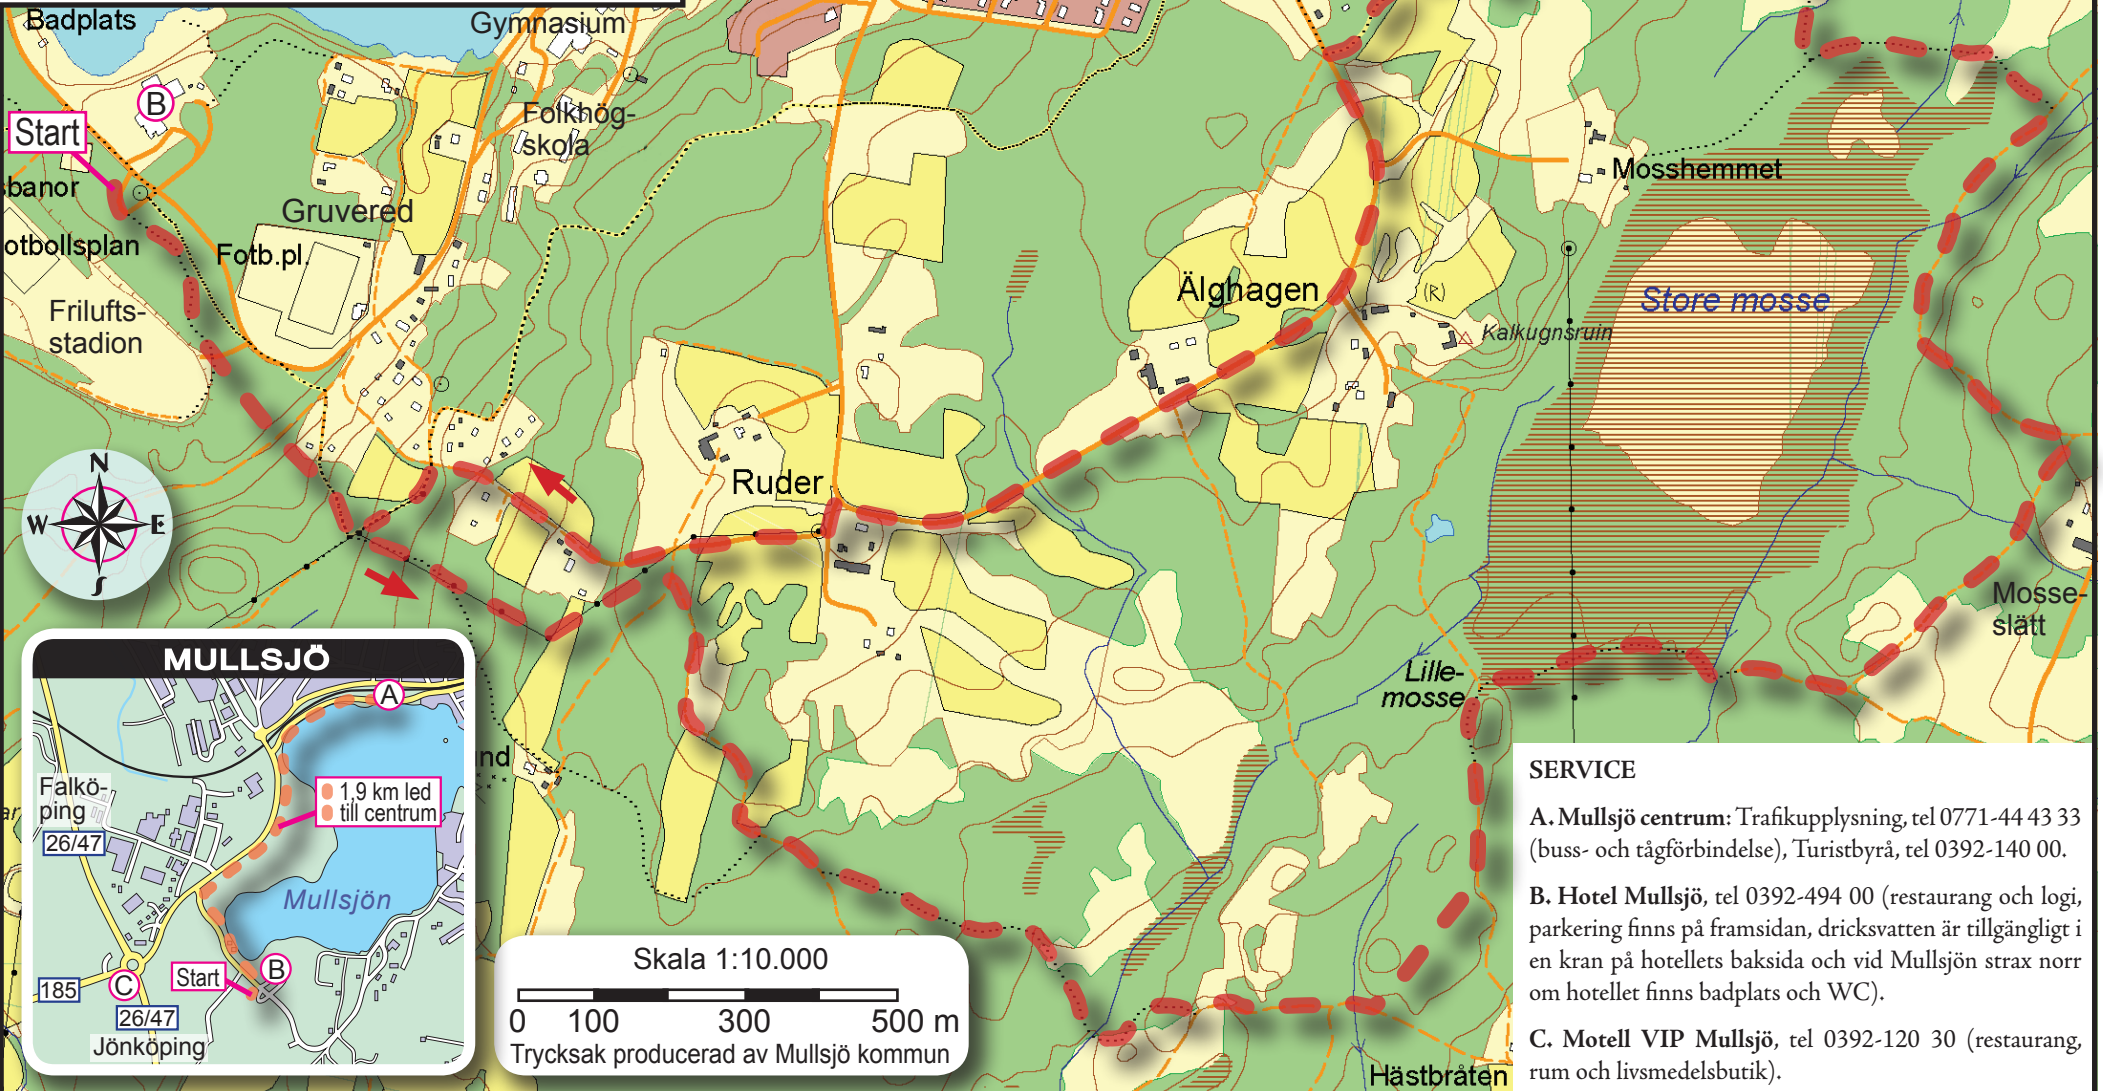 Badplats
Gymnasium
B
Start
Folkhög-
skola
Mosshemmet
Gruvered
Fotb.pl.
Frilufts-
stadion
Älghagen
(R)
Kalkugnsruin
Store mosse
N
W
E
S
Ruder
Mosse-
slätt
Lille-
mosse
Hästbråten
MULLSJÖ
A
Falkö-
ping
26/47
1,9 km led
till centrum
Mullsjön
185
C
Start
B
26/47
Jönköping
Skala 1:10.000
0 100 300 500 m
Trycksak producerad av Mullsjö kommun
SERVICE
A. Mullsjö centrum: Trafikupplysning, tel 0771-44 43 33
(buss- och tågförbindelse), Turistbyrå, tel 0392-140 00.
B. Hotel Mullsjö, tel 0392-494 00 (restaurang och logi,
parkering finns på framsidan, dricksvatten är tillgängligt i
en kran på hotellets baksida och vid Mullsjön strax norr
om hotellet finns badplats och WC).
C. Motell VIP Mullsjö, tel 0392-120 30 (restaurang,
rum och livsmedelsbutik).